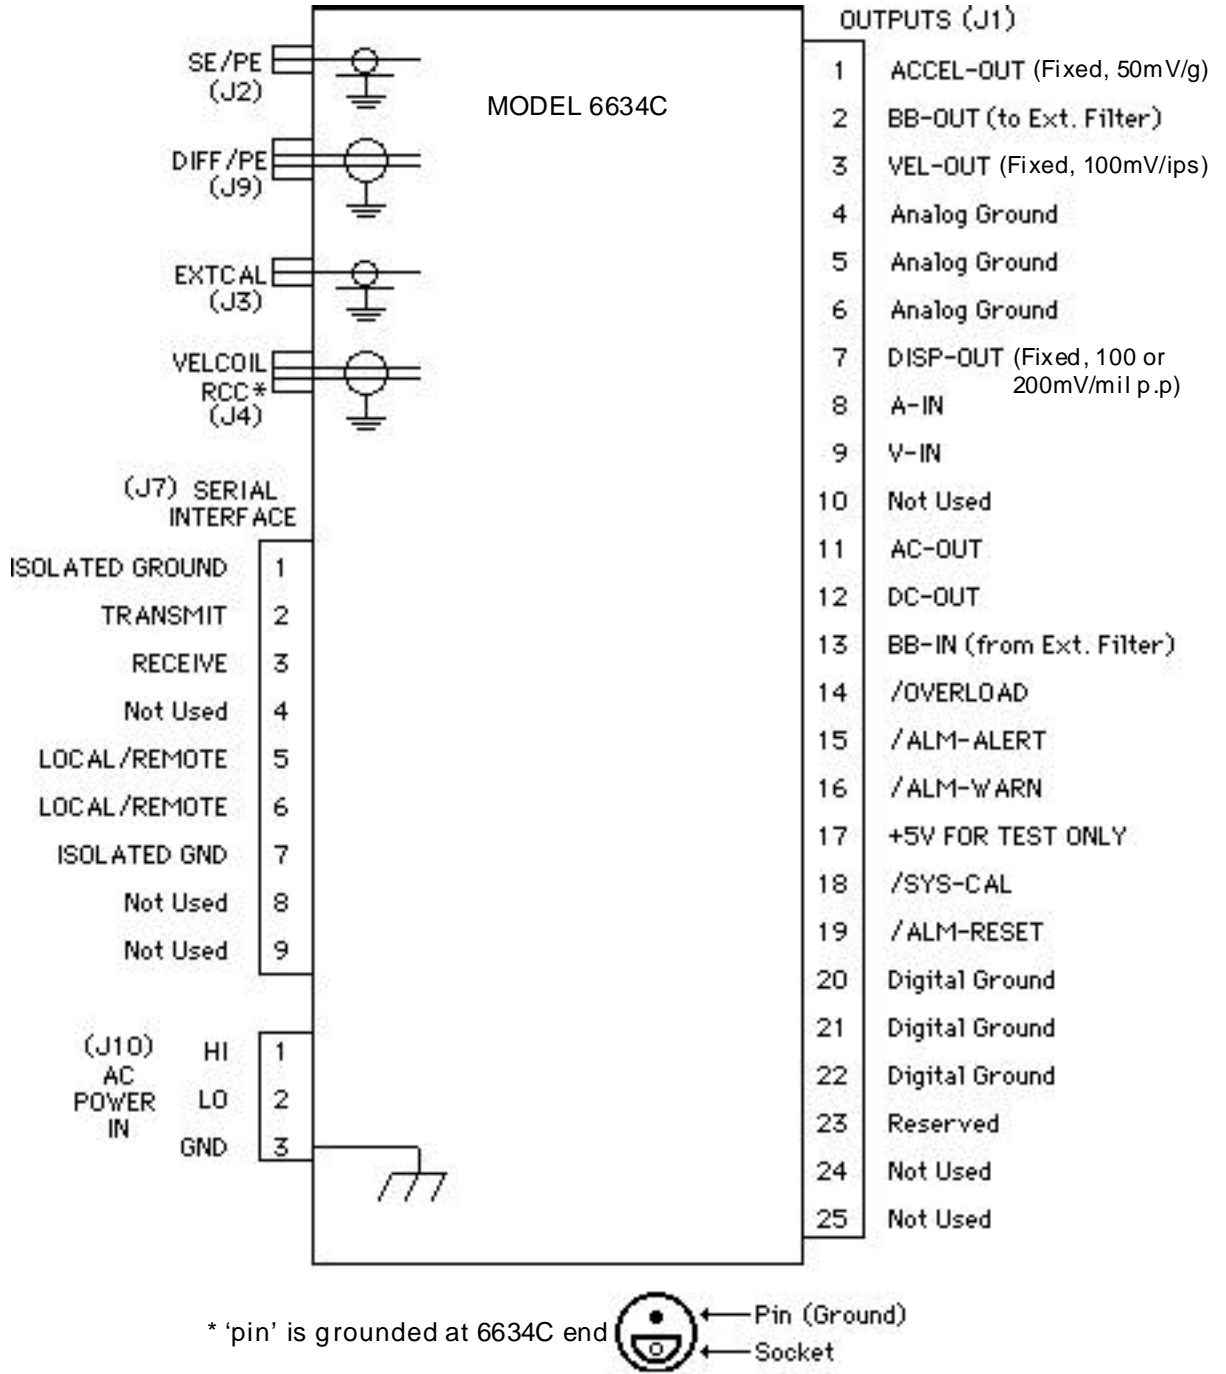 OUTPUTS (J1)
MODEL 6634C
SE/PE
(J2)
DIFF/PE
(J9)
EXTCAL
(J3)
VELCOIL
RCC*
(J4)
(J7) SERIAL
INTERFACE
ISOLATED GROUND 1
TRANSMIT 2
RECEIVE 3
Not Used 4
LOCAL/REMOTE 5
LOCAL/REMOTE 6
ISOLATED GND 7
Not Used 8
Not Used 9
(J10)
AC
POWER
IN
HI 1
LO 2
GND 3
1 ACCEL-OUT (Fixed, 50mV/g)
2 BB-OUT (to Ext. Filter)
3 VEL-OUT (Fixed, 100mV/ips)
4 Analog Ground
5 Analog Ground
6 Analog Ground
7 DISP-OUT (Fixed, 100 or
200mV/mil p.p)
8 A-IN
9 V-IN
10 Not Used
11 AC-OUT
12 DC-OUT
13 BB-IN (from Ext. Filter)
14 /OVERLOAD
15 /ALM-ALERT
16 /ALM-WARN
17 +5V FOR TEST ONLY
18 /SYS-CAL
19 /ALM-RESET
20 Digital Ground
21 Digital Ground
22 Digital Ground
23 Reserved
24 Not Used
25 Not Used
* 'pin' is grounded at 6634C end
Pin (Ground)
Socket